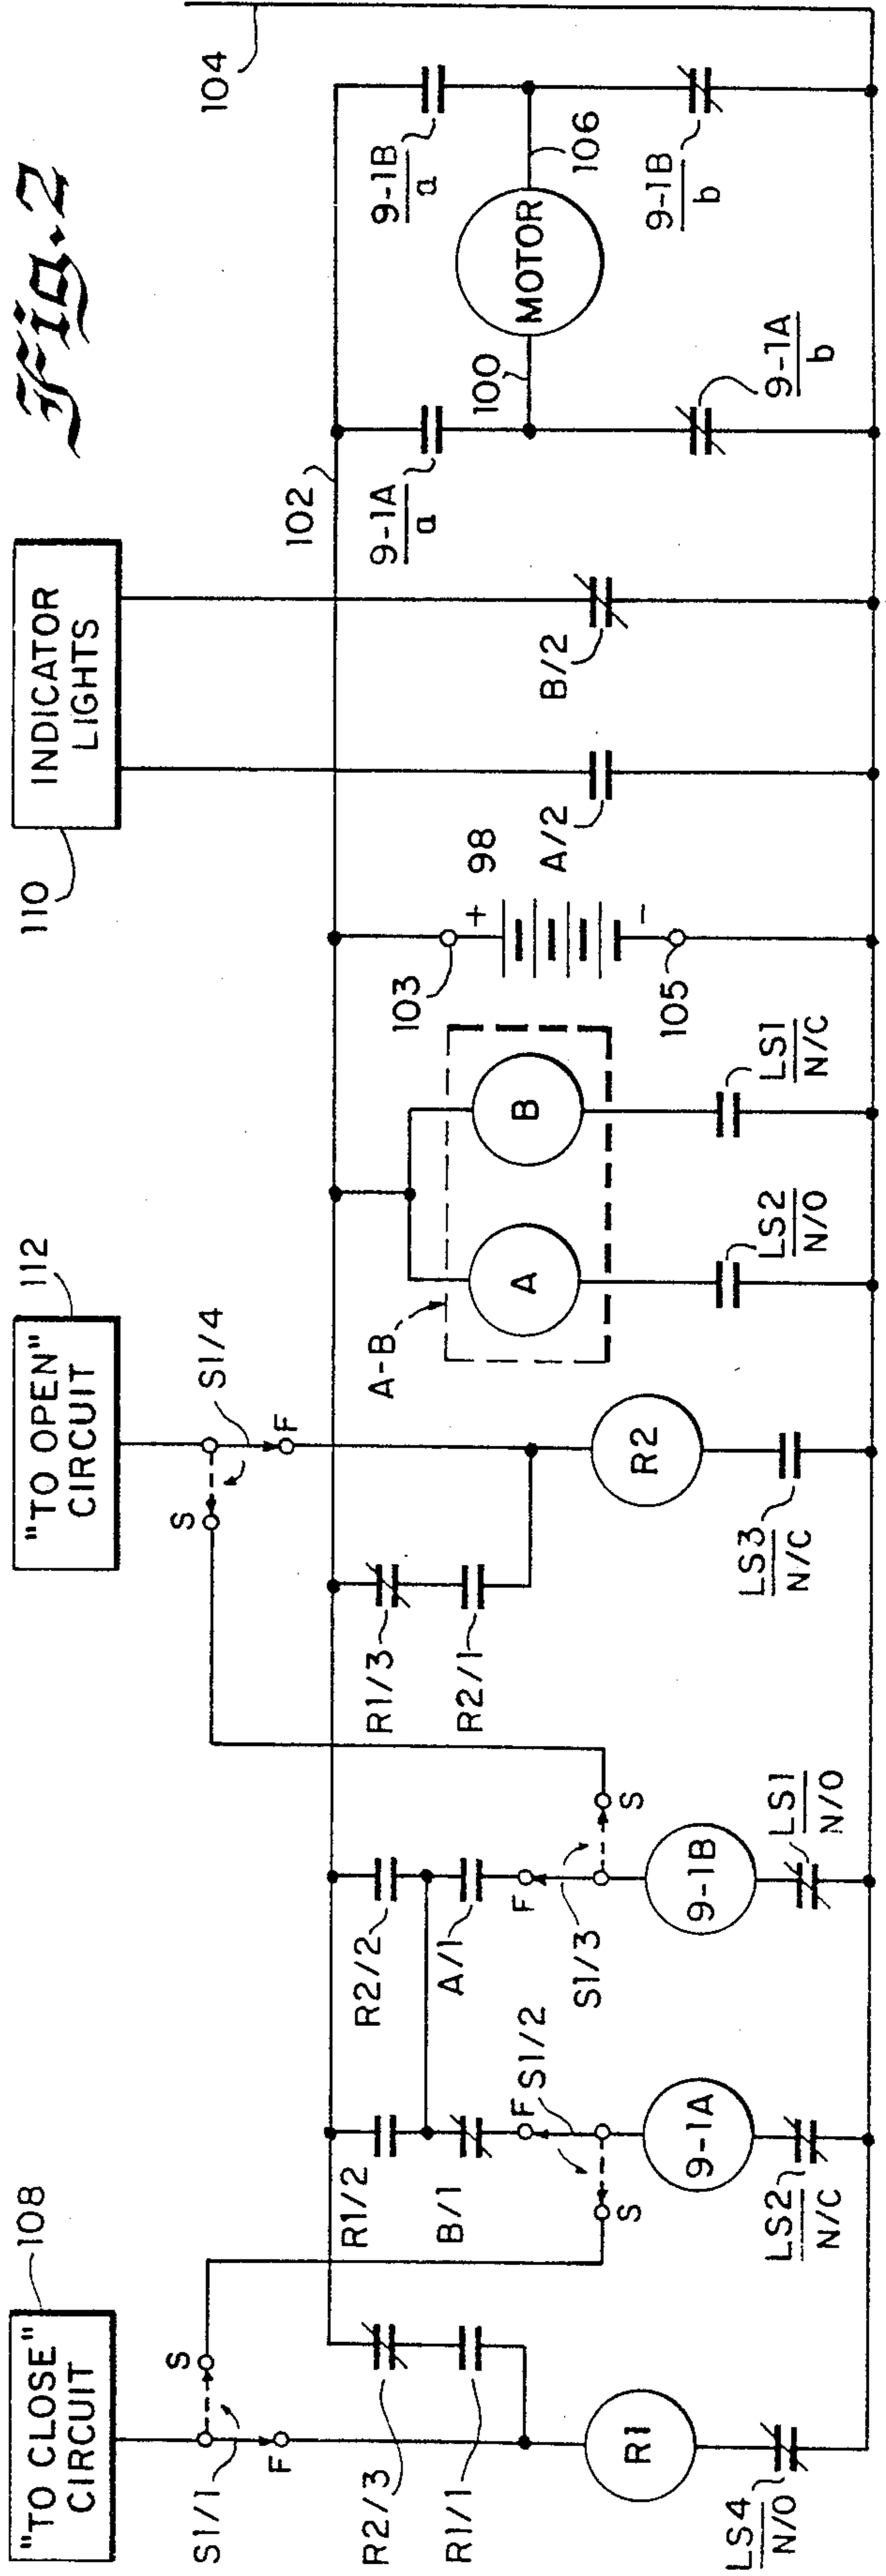 Fig. 2
"TO CLOSE"
CIRCUIT
108
"TO OPEN"
CIRCUIT
112
110
INDICATOR
LIGHTS
104
S1/1
S
F
S
S1/4
F
102
R2/3
R1/1
R1/2
B/1
R2/2
A/1
R1/3
R2/1
A-B
103
+
98
-
105
9-1A
a
9-1B
a
100
MOTOR
106
F
S1/2
S
F
S1/3
S
A
B
A/2
B/2
9-1A
b
9-1B
b
R1
9-1A
9-1B
R2
LS4
N/O
LS2
N/C
LS1
N/O
LS3
N/C
LS2
N/O
LS1
N/C